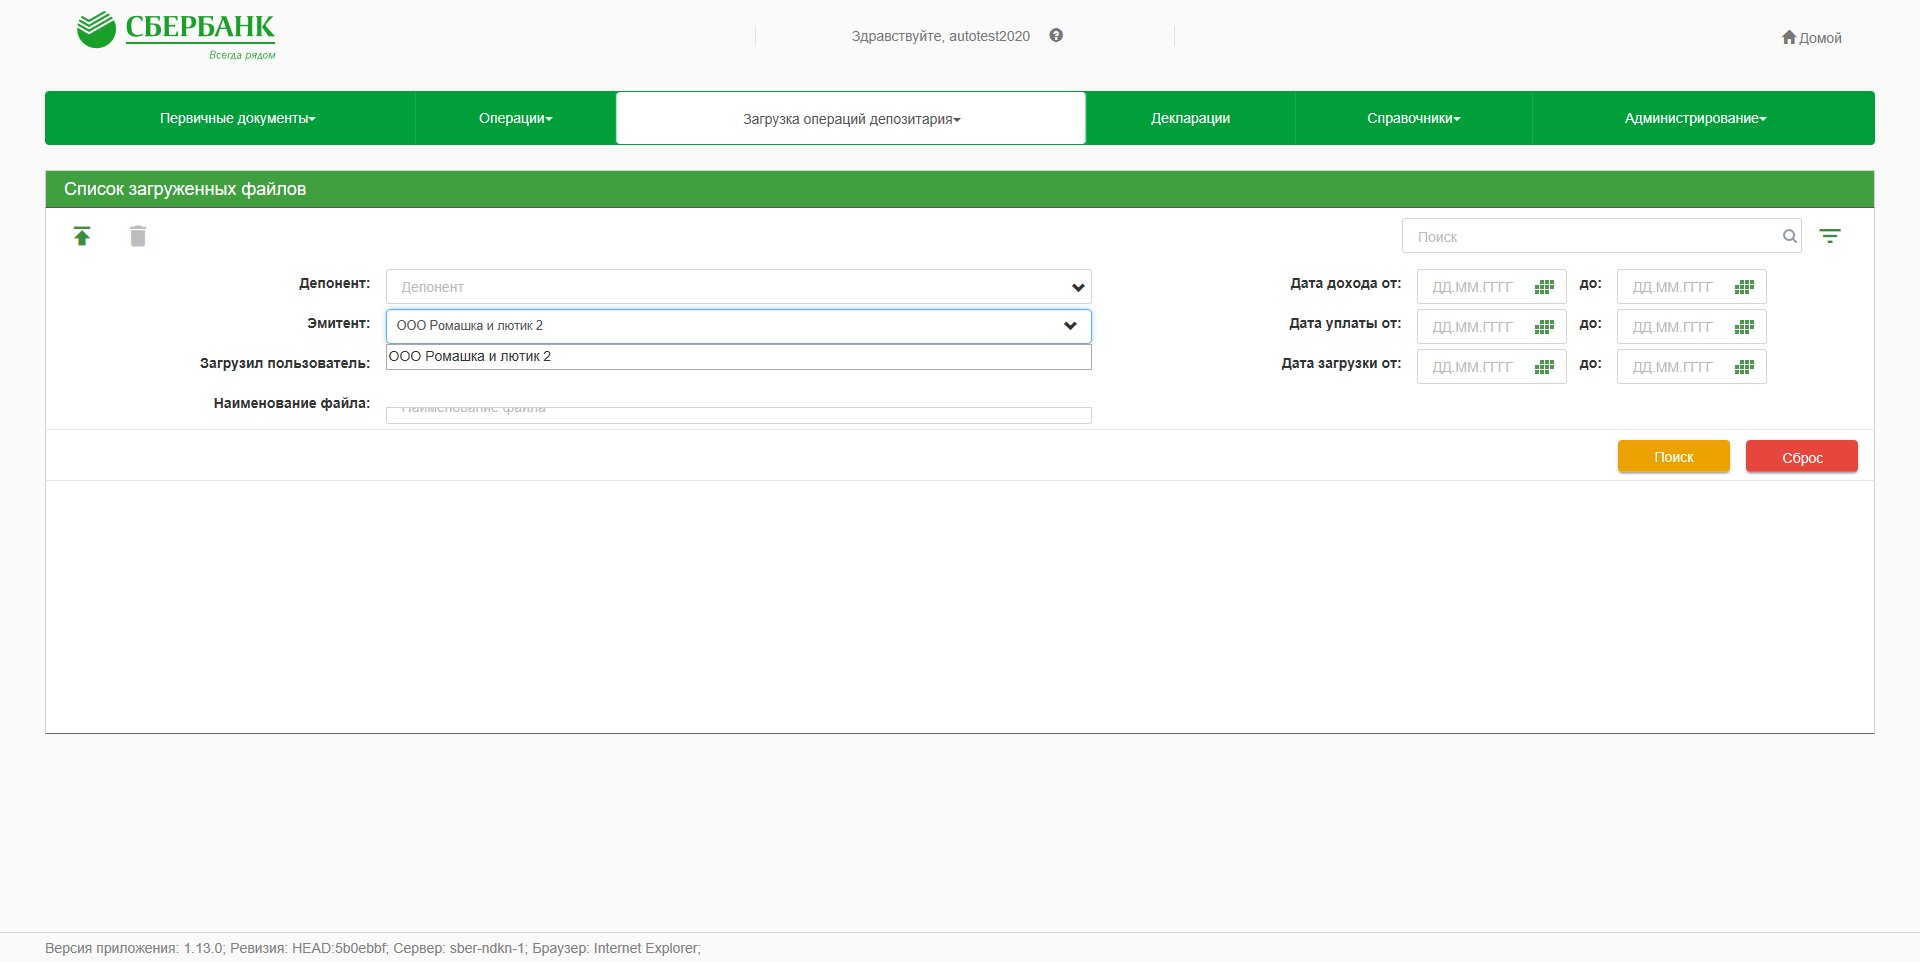 СБЕРБАНК
Всегда рядом
Здравствуйте, autotest2020
Домой
Первичные документы
Операции
Загрузка операций депозитария
Декларации
Справочники
Администрирование
Список загруженных файлов
Поиск
Депонент: Депонент
Дата дохода от: ДД.ММ.ГГГГ до: ДД.ММ.ГГГГ
Эмитент: ООО Ромашка и лютик 2
Дата уплаты от: ДД.ММ.ГГГГ до: ДД.ММ.ГГГГ
ООО Ромашка и лютик 2
Загрузил пользователь:
Дата загрузки от: ДД.ММ.ГГГГ до: ДД.ММ.ГГГГ
Наименование файла: Наименование файла
Поиск
Сброс
Версия приложения: 1.13.0; Ревизия: HEAD:5b0ebbf; Сервер: sber-ndkn-1; Браузер: Internet Explorer;